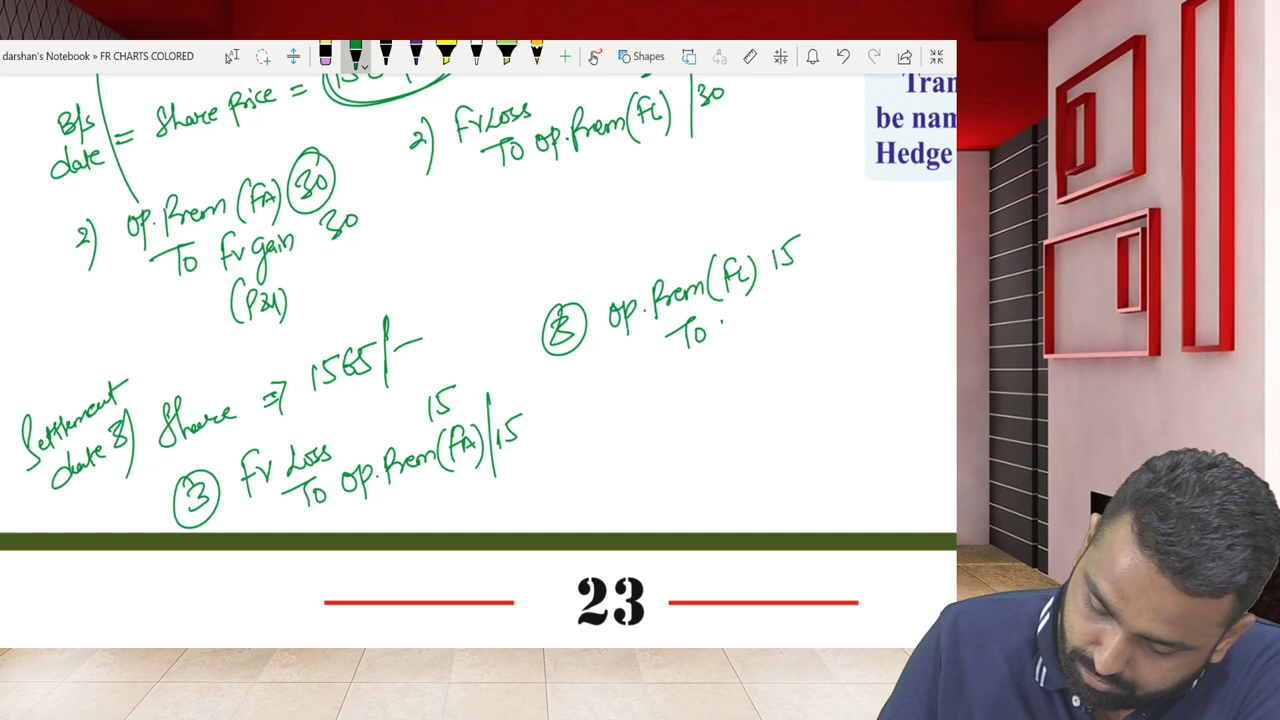 darshan's Notebook » FR CHARTS COLORED
Shapes
B/s date = Share Price =
2) Op.Prem (FA) 30
To Fv gain 30
(P&L)
2) Fv Loss
To Op.Prem (FL) 30
Tran
be nam
Hedge
Settlement date 3) Share ⇒ 1565/-
3 Fv Loss 15
To Op.Prem (FA) 15
3 Op.Prem (FL) 15
To
23